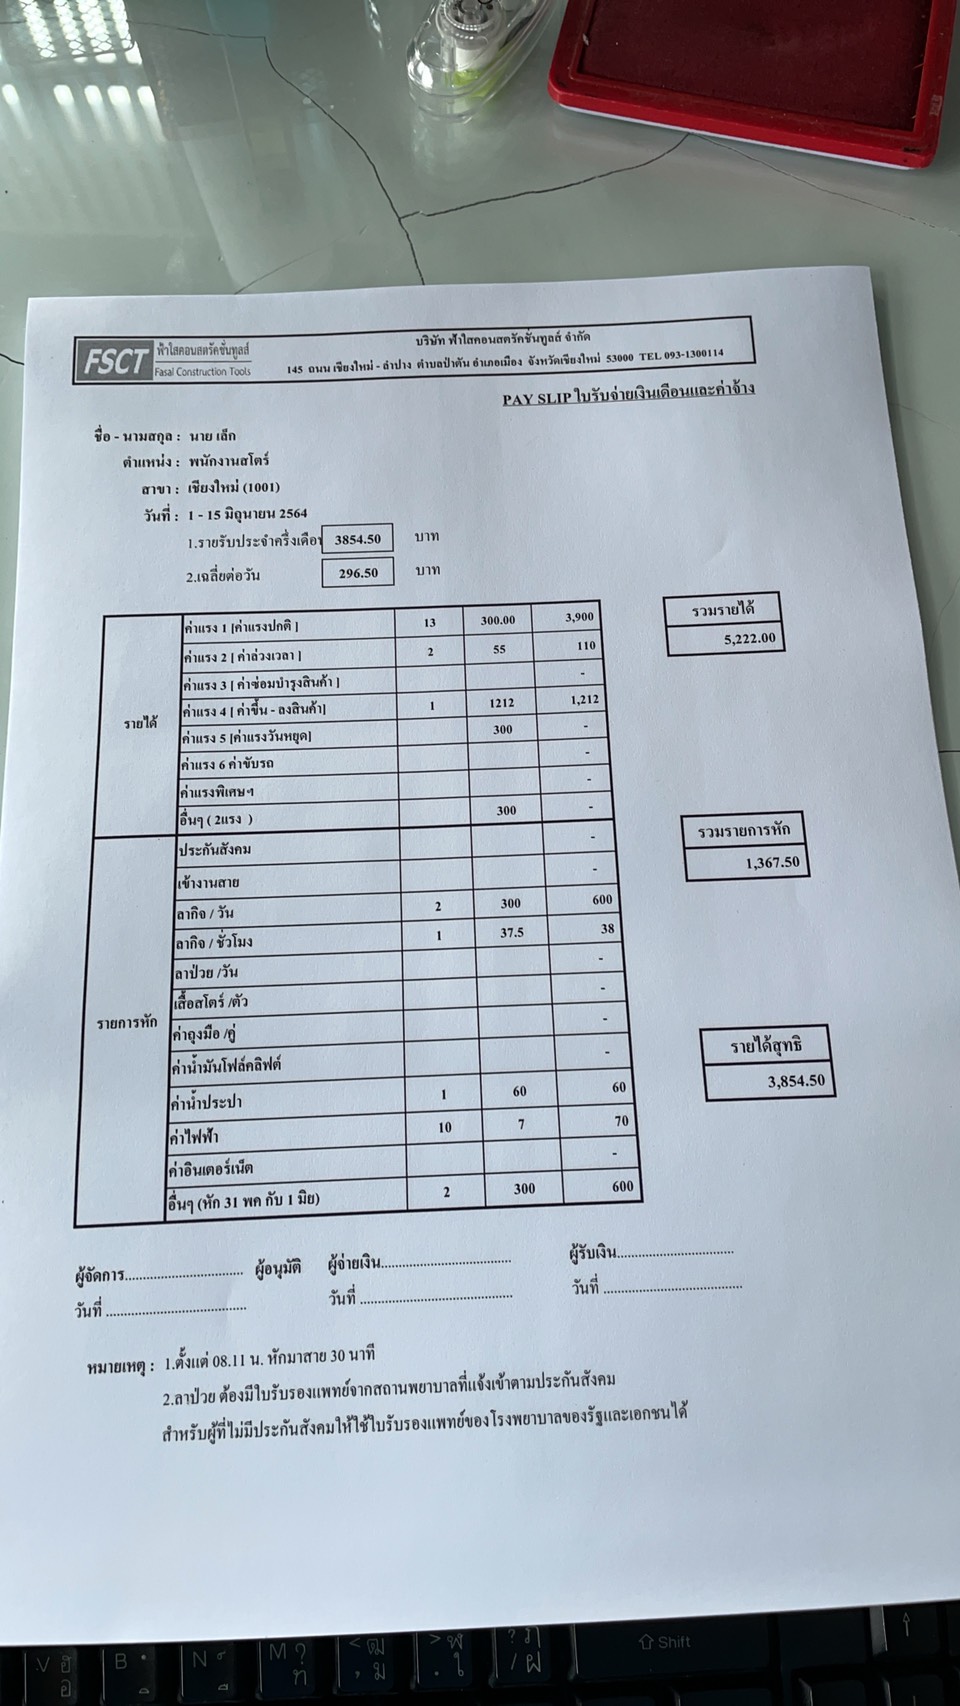 FSCT ฟ้าใสคอนสตรัคชั่นทูลส์
Fasai Construction Tools
บริษัท ฟ้าใสคอนสตรัคชั่นทูลส์ จำกัด
145 ถนน เชียงใหม่ - ลำปาง ตำบลป่าตัน อำเภอเมือง จังหวัดเชียงใหม่ 53000 TEL 093-1300114
PAY SLIP ใบรับจ่ายเงินเดือนและค่าจ้าง
ชื่อ - นามสกุล : นาย เล็ก
ตำแหน่ง : พนักงานสโตร์
สาขา : เชียงใหม่ (1001)
วันที่ : 1 - 15 มิถุนายน 2564
1.รายรับประจำครึ่งเดือน 3854.50 บาท
2.เฉลี่ยต่อวัน 296.50 บาท
รายได้
ค่าแรง 1 [ค่าแรงปกติ ] 13 300.00 3,900
ค่าแรง 2 [ ค่าล่วงเวลา ] 2 55 110
ค่าแรง 3 [ ค่าซ่อมบำรุงสินค้า ] -
ค่าแรง 4 [ ค่าขึ้น - ลงสินค้า] 1 1212 1,212
ค่าแรง 5 [ค่าแรงวันหยุด] 300 -
ค่าแรง 6 ค่าขับรถ -
ค่าแรงพิเศษฯ -
อื่นๆ ( 2แรง ) 300 -
รวมรายได้
5,222.00
รายการหัก
ประกันสังคม -
เข้างานสาย -
ลากิจ / วัน 2 300 600
ลากิจ / ชั่วโมง 1 37.5 38
ลาป่วย /วัน -
เสื้อสโตร์ /ตัว -
ค่าถุงมือ /คู่ -
ค่าน้ำมันโฟล์คลิฟต์ -
ค่าน้ำประปา 1 60 60
ค่าไฟฟ้า 10 7 70
ค่าอินเตอร์เน็ต -
อื่นๆ (หัก 31 พค กับ 1 มิย) 2 300 600
รวมรายการหัก
1,367.50
รายได้สุทธิ
3,854.50
ผู้จัดการ.................................. ผู้อนุมัติ ผู้จ่ายเงิน..................................... ผู้รับเงิน..................................
วันที่ ........................................ วันที่ ............................................ วันที่ ........................................
หมายเหตุ : 1.ตั้งแต่ 08.11 น. หักมาสาย 30 นาที
2.ลาป่วย ต้องมีใบรับรองแพทย์จากสถานพยาบาลที่แจ้งเข้าตามประกันสังคม
สำหรับผู้ที่ไม่มีประกันสังคมให้ใช้ใบรับรองแพทย์ของโรงพยาบาลของรัฐและเอกชนได้
V ฮ อ
B
N
M ? ท
< ฒ , ม
> ฬ . ใ
? ฦ / ฝ
Shift